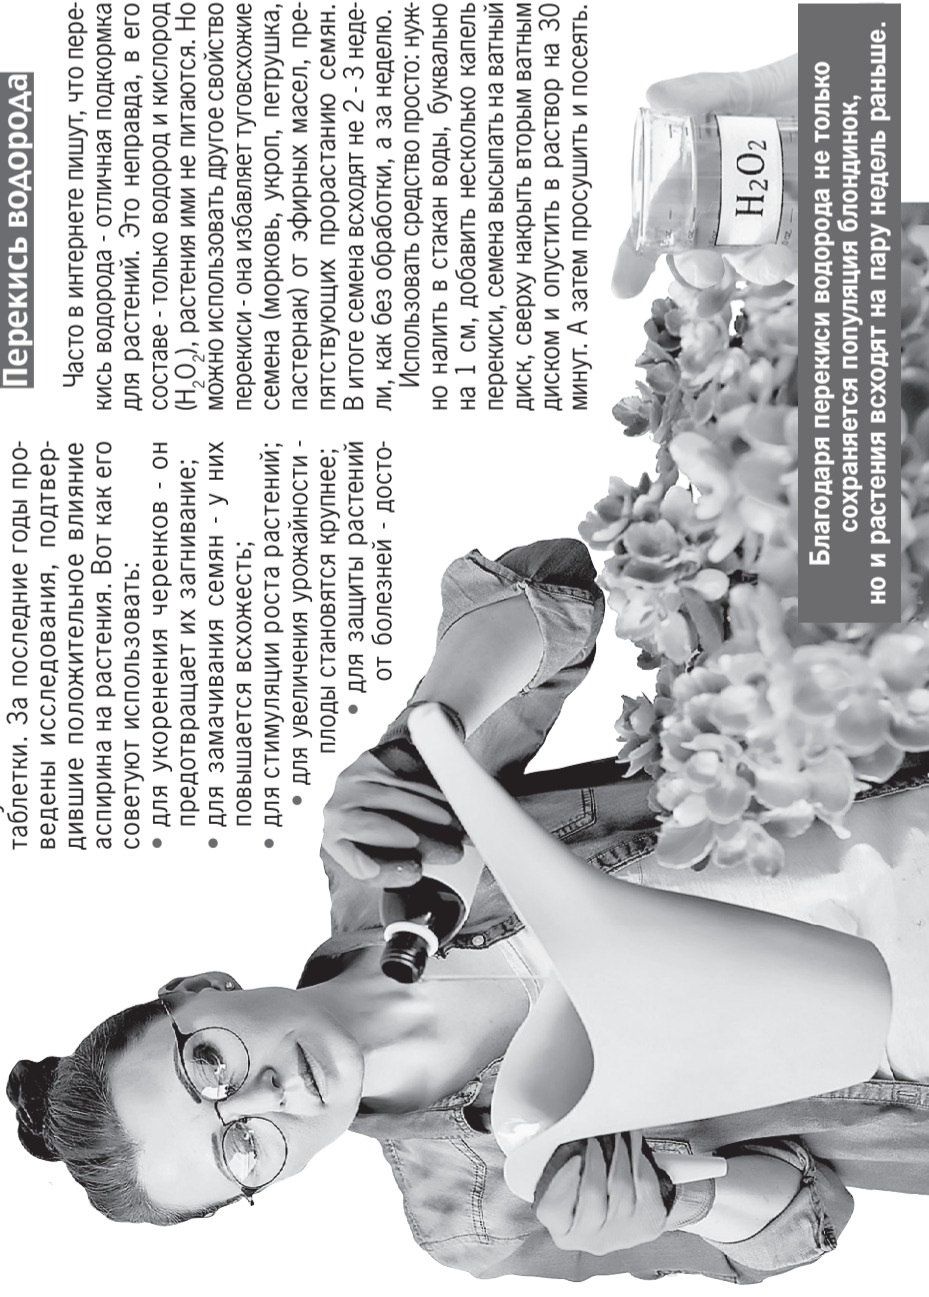 таблетки. За последние годы про-
ведены исследования, подтвер-
дившие положительное влияние
аспирина на растения. Вот как его
советуют использовать:
• для укоренения черенков - он
предотвращает их загнивание;
• для замачивания семян - у них
повышается всхожесть;
• для стимуляции роста растений;
• для увеличения урожайности -
плоды становятся крупнее;
• для защиты растений
от болезней - досто-
Перекись водорода
Часто в интернете пишут, что пере-
кись водорода - отличная подкормка
для растений. Это неправда, в его
составе - только водород и кислород
(H₂O₂), растения ими не питаются. Но
можно использовать другое свойство
перекиси - она избавляет туговсхожие
семена (морковь, укроп, петрушка,
пастернак) от эфирных масел, пре-
пятствующих прорастанию семян.
В итоге семена всходят не 2 - 3 неде-
ли, как без обработки, а за неделю.
Использовать средство просто: нуж-
но налить в стакан воды, буквально
на 1 см, добавить несколько капель
перекиси, семена высыпать на ватный
диск, сверху накрыть вторым ватным
диском и опустить в раствор на 30
минут. А затем просушить и посеять.
H₂O₂
Благодаря перекиси водорода не только
сохраняется популяция блондинок,
но и растения всходят на пару недель раньше.